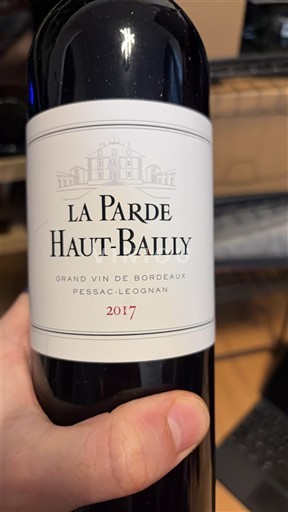 LA PARDE
HAUT-BAILLY
GRAND VIN DE BORDEAUX
PESSAC-LEOGNAN
2017